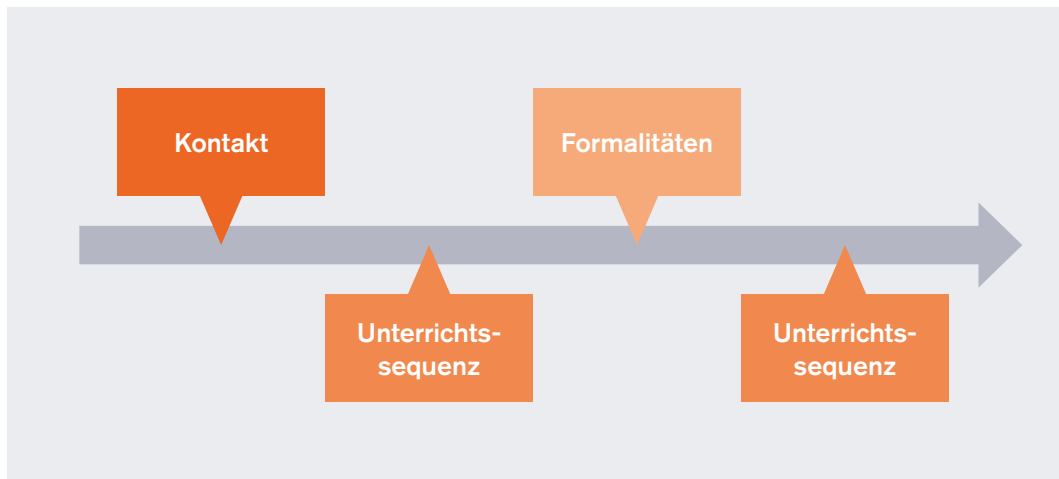 Kontakt
Formalitäten
Unterrichts-
sequenz
Unterrichts-
sequenz